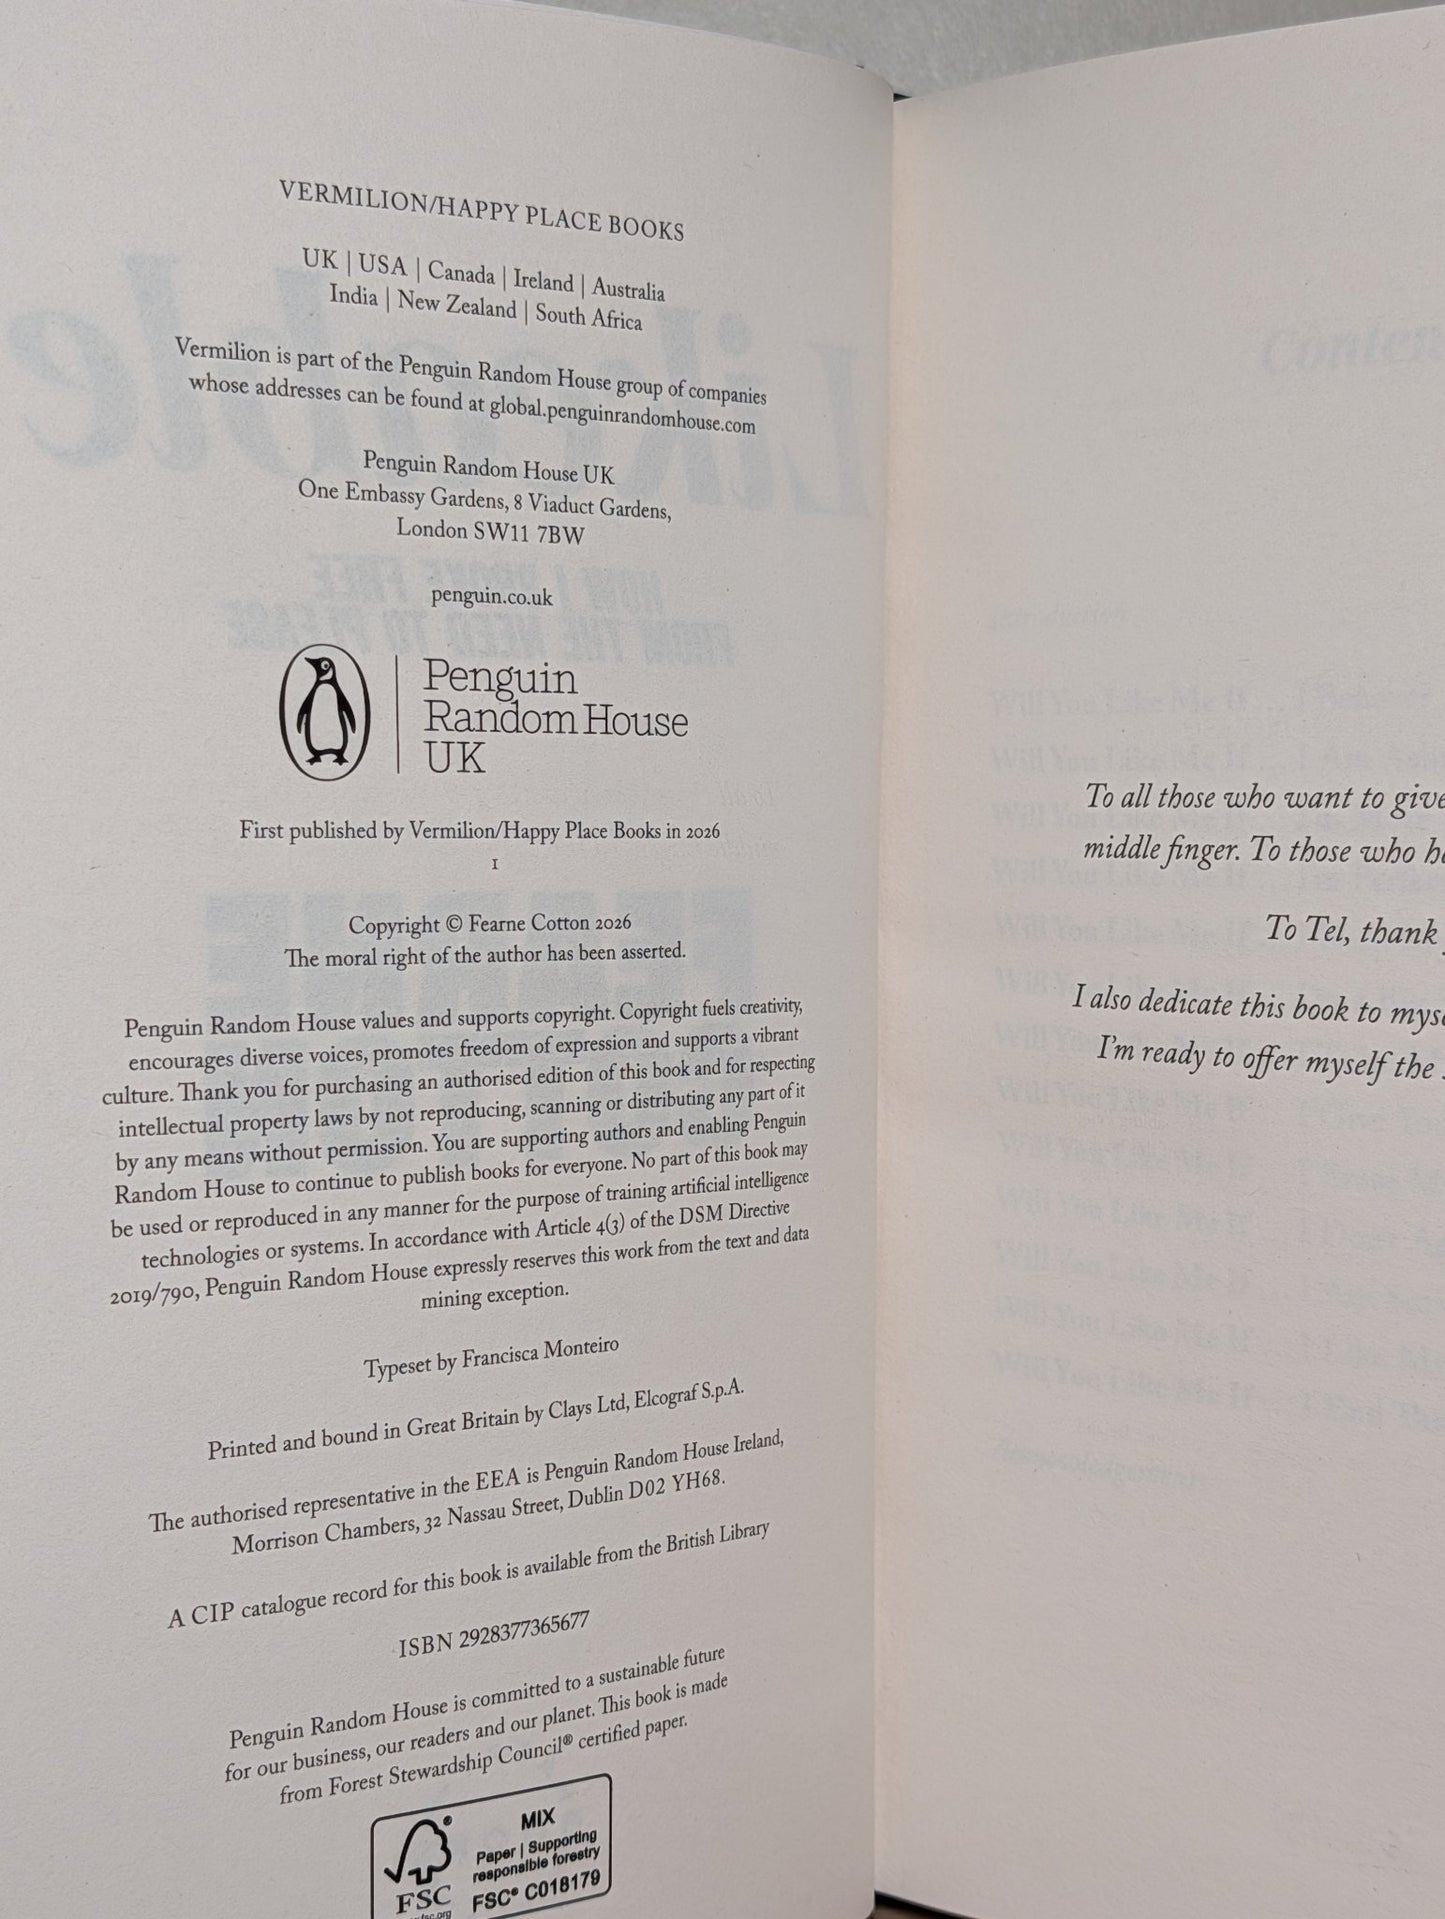 VERMILION/HAPPY PLACE BOOKS
UK | USA | Canada | Ireland | Australia
India | New Zealand | South Africa
Vermilion is part of the Penguin Random House group of companies
whose addresses can be found at global.penguinrandomhouse.com
Penguin Random House UK
One Embassy Gardens, 8 Viaduct Gardens,
London SW11 7BW
penguin.co.uk
Penguin
Random House
UK
First published by Vermilion/Happy Place Books in 2026
1
Copyright © Fearne Cotton 2026
The moral right of the author has been asserted.
Penguin Random House values and supports copyright. Copyright fuels creativity,
encourages diverse voices, promotes freedom of expression and supports a vibrant
culture. Thank you for purchasing an authorised edition of this book and for respecting
intellectual property laws by not reproducing, scanning or distributing any part of it
by any means without permission. You are supporting authors and enabling Penguin
Random House to continue to publish books for everyone. No part of this book may
be used or reproduced in any manner for the purpose of training artificial intelligence
technologies or systems. In accordance with Article 4(3) of the DSM Directive
2019/790, Penguin Random House expressly reserves this work from the text and data
mining exception.
Typeset by Francisca Monteiro
Printed and bound in Great Britain by Clays Ltd, Elcograf S.p.A.
The authorised representative in the EEA is Penguin Random House Ireland,
Morrison Chambers, 32 Nassau Street, Dublin D02 YH68.
A CIP catalogue record for this book is available from the British Library
ISBN 2928377365677
Penguin Random House is committed to a sustainable future
for our business, our readers and our planet. This book is made
from Forest Stewardship Council® certified paper.
MIX
Paper | Supporting
responsible forestry
FSC® C018179
FSC
To all those who want to give
middle finger. To those who
To Tel, thank
I also dedicate this book to
I'm ready to offer myself the